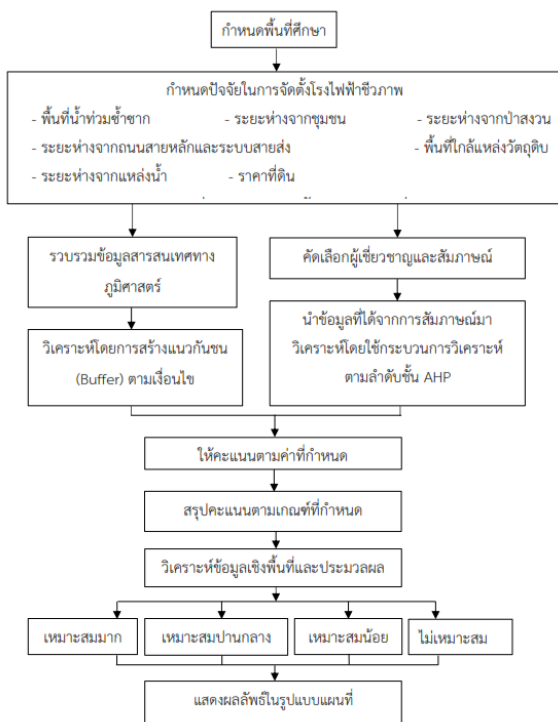 กำหนดพื้นที่ศึกษา
กำหนดปัจจัยในการจัดตั้งโรงไฟฟ้าชีวภาพ
- พื้นที่น้ำท่วมซ้ำซาก - ระยะห่างจากชุมชน - ระยะห่างจากป่าสงวน
- ระยะห่างจากถนนสายหลักและระบบสายส่ง - พื้นที่ใกล้แหล่งวัตถุดิบ
- ระยะห่างจากแหล่งน้ำ - ราคาที่ดิน
รวบรวมข้อมูลสารสนเทศทาง
ภูมิศาสตร์
คัดเลือกผู้เชี่ยวชาญและสัมภาษณ์
วิเคราะห์โดยการสร้างแนวกันชน
(Buffer) ตามเงื่อนไข
นำข้อมูลที่ได้จากการสัมภาษณ์มา
วิเคราะห์โดยใช้กระบวนการวิเคราะห์
ตามลำดับชั้น AHP
ให้คะแนนตามค่าที่กำหนด
สรุปคะแนนตามเกณฑ์ที่กำหนด
วิเคราะห์ข้อมูลเชิงพื้นที่และประมวลผล
เหมาะสมมาก
เหมาะสมปานกลาง
เหมาะสมน้อย
ไม่เหมาะสม
แสดงผลลัพธ์ในรูปแบบแผนที่